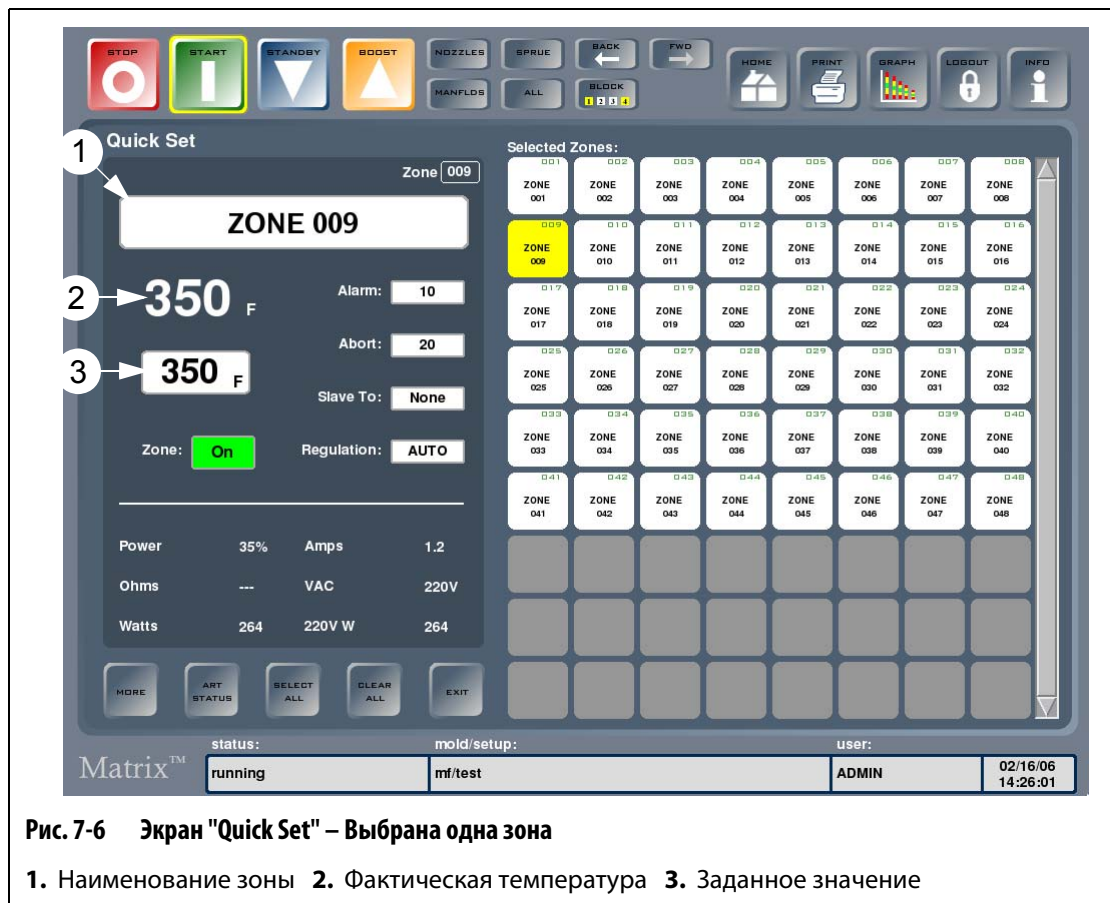 STOP START STANDBY BOOST NOZZLES SPRUE BACK FWD HOME PRINT GRAPH LOGOUT INFO
MANFLDS ALL BLOCK
1 2 3 4
Quick Set
Selected Zones:
1
Zone 009
ZONE 009
2
350 F
Alarm: 10
Abort: 20
3
350 F
Slave To: None
Zone: On Regulation: AUTO
Power 35% Amps 1.2
Ohms --- VAC 220V
Watts 264 220V W 264
MORE ART STATUS SELECT ALL CLEAR ALL EXIT
001 002 003 004 005 006 007 008
ZONE ZONE ZONE ZONE ZONE ZONE ZONE ZONE
001 002 003 004 005 006 007 008
009 010 011 012 013 014 015 016
ZONE ZONE ZONE ZONE ZONE ZONE ZONE ZONE
009 010 011 012 013 014 015 016
017 018 019 020 021 022 023 024
ZONE ZONE ZONE ZONE ZONE ZONE ZONE ZONE
017 018 019 020 021 022 023 024
025 026 027 028 029 030 031 032
ZONE ZONE ZONE ZONE ZONE ZONE ZONE ZONE
025 026 027 028 029 030 031 032
033 034 035 036 037 038 039 040
ZONE ZONE ZONE ZONE ZONE ZONE ZONE ZONE
033 034 035 036 037 038 039 040
041 042 043 044 045 046 047 048
ZONE ZONE ZONE ZONE ZONE ZONE ZONE ZONE
041 042 043 044 045 046 047 048
status: mold/setup: user:
Matrix™ running mf/test ADMIN 02/16/06
14:26:01
Рис. 7-6 Экран "Quick Set" – Выбрана одна зона
1. Наименование зоны 2. Фактическая температура 3. Заданное значение